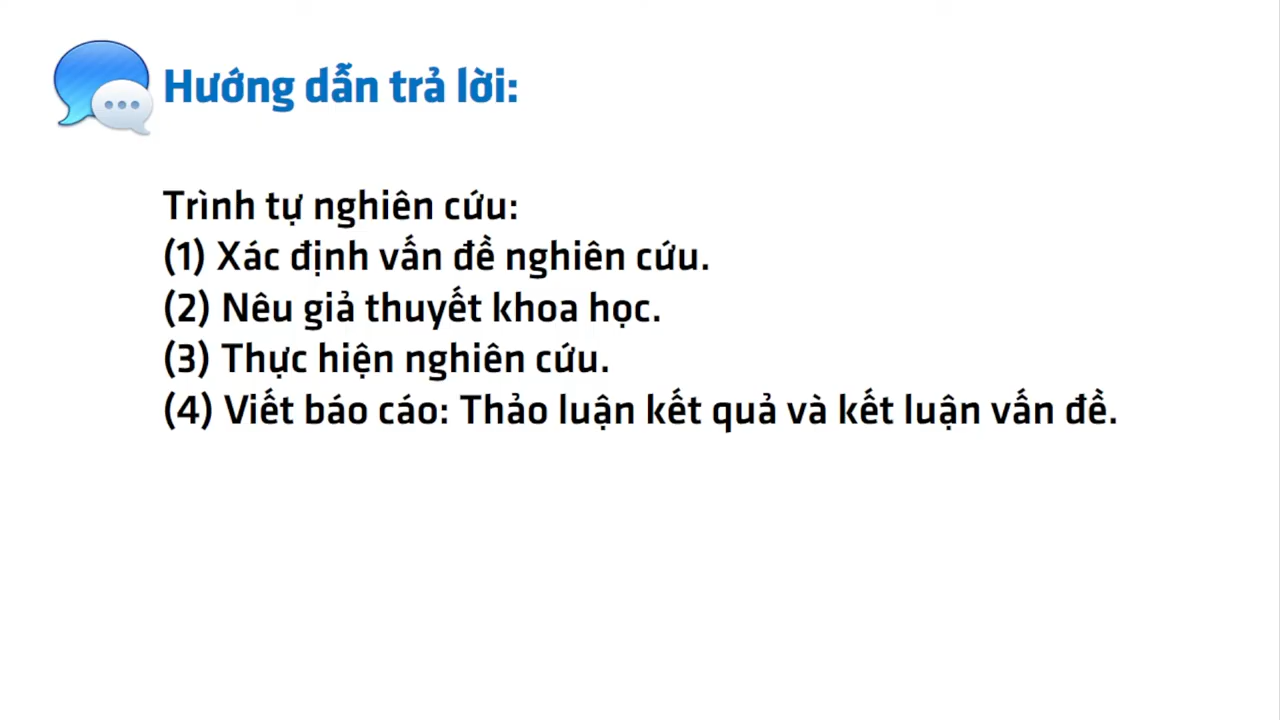 Hướng dẫn trả lời:
Trình tự nghiên cứu:
(1) Xác định vấn đề nghiên cứu.
(2) Nêu giả thuyết khoa học.
(3) Thực hiện nghiên cứu.
(4) Viết báo cáo: Thảo luận kết quả và kết luận vấn đề.